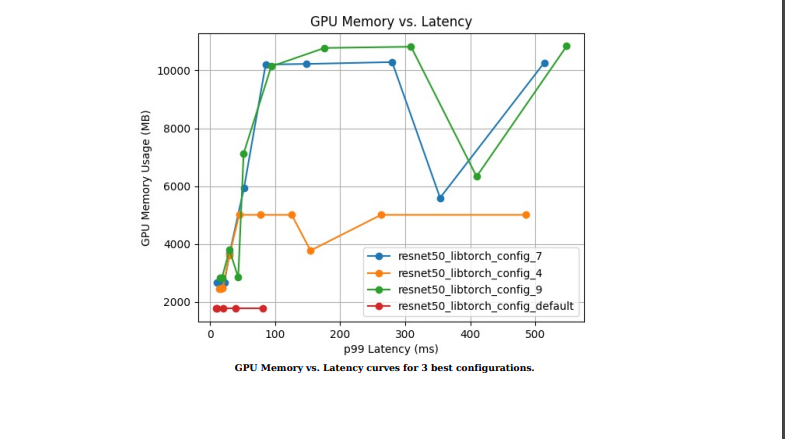 GPU Memory vs. Latency
GPU Memory Usage (MB)
10000
8000
6000
4000
2000
resnet50_libtorch_config_7
resnet50_libtorch_config_4
resnet50_libtorch_config_9
resnet50_libtorch_config_default
0 100 200 300 400 500
p99 Latency (ms)
GPU Memory vs. Latency curves for 3 best configurations.